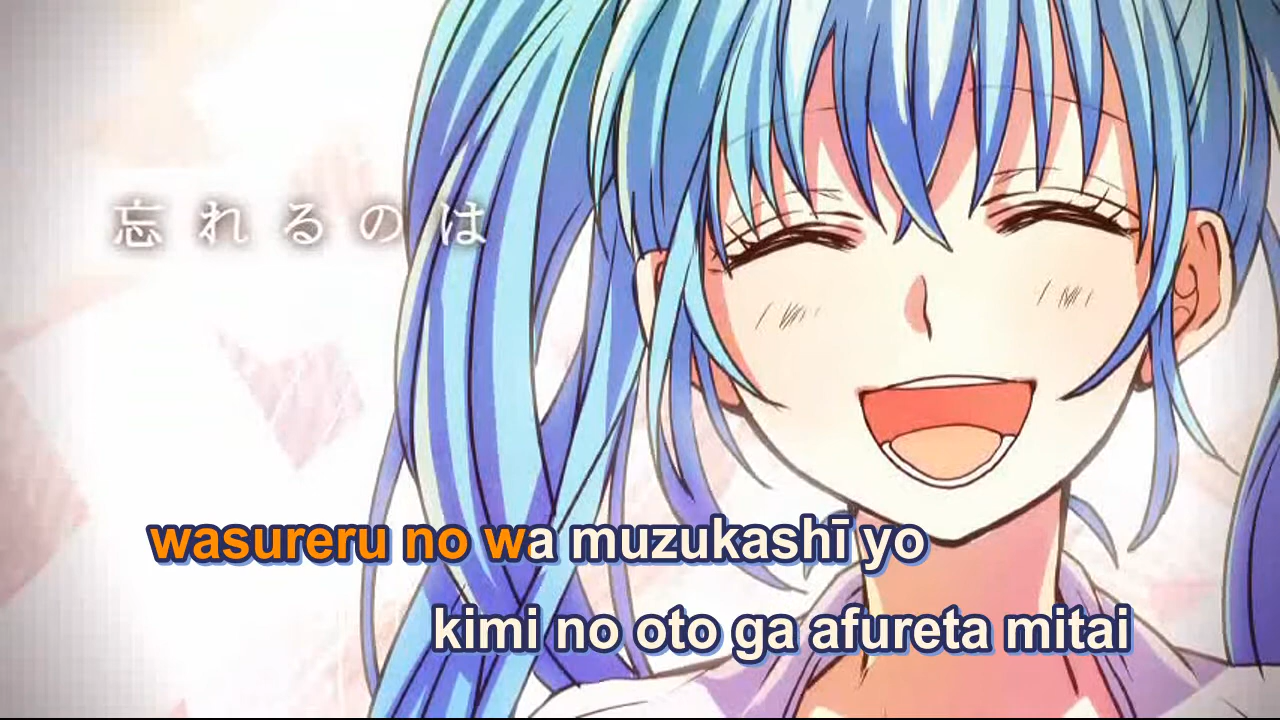 忘れるのは
wasureru no wa muzukashī yo
kimi no oto ga afureta mitai